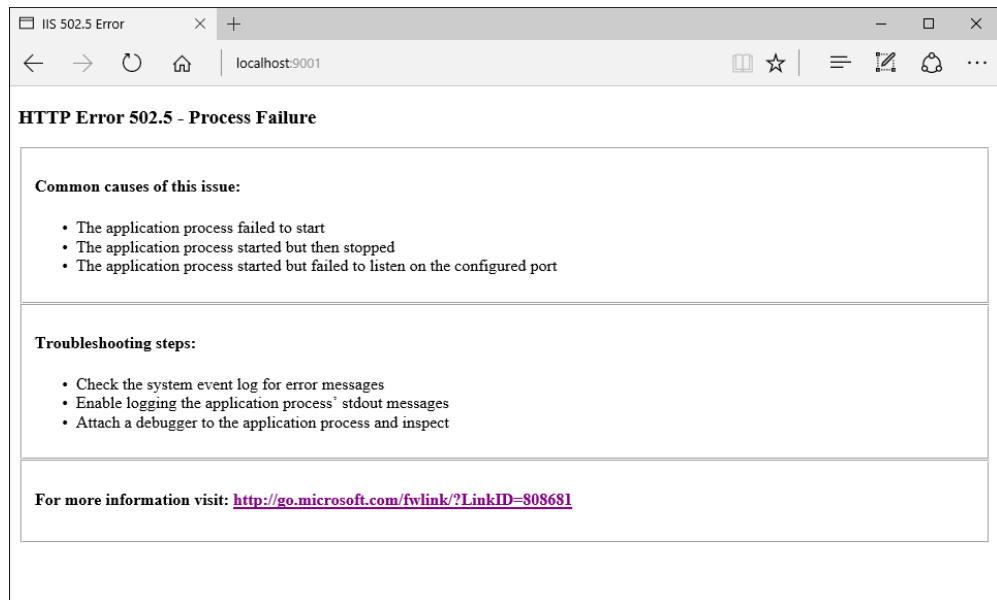 IIS 502.5 Error
localhost:9001
HTTP Error 502.5 - Process Failure
Common causes of this issue:
• The application process failed to start
• The application process started but then stopped
• The application process started but failed to listen on the configured port
Troubleshooting steps:
• Check the system event log for error messages
• Enable logging the application process' stdout messages
• Attach a debugger to the application process and inspect
For more information visit: http://go.microsoft.com/fwlink/?LinkID=808681